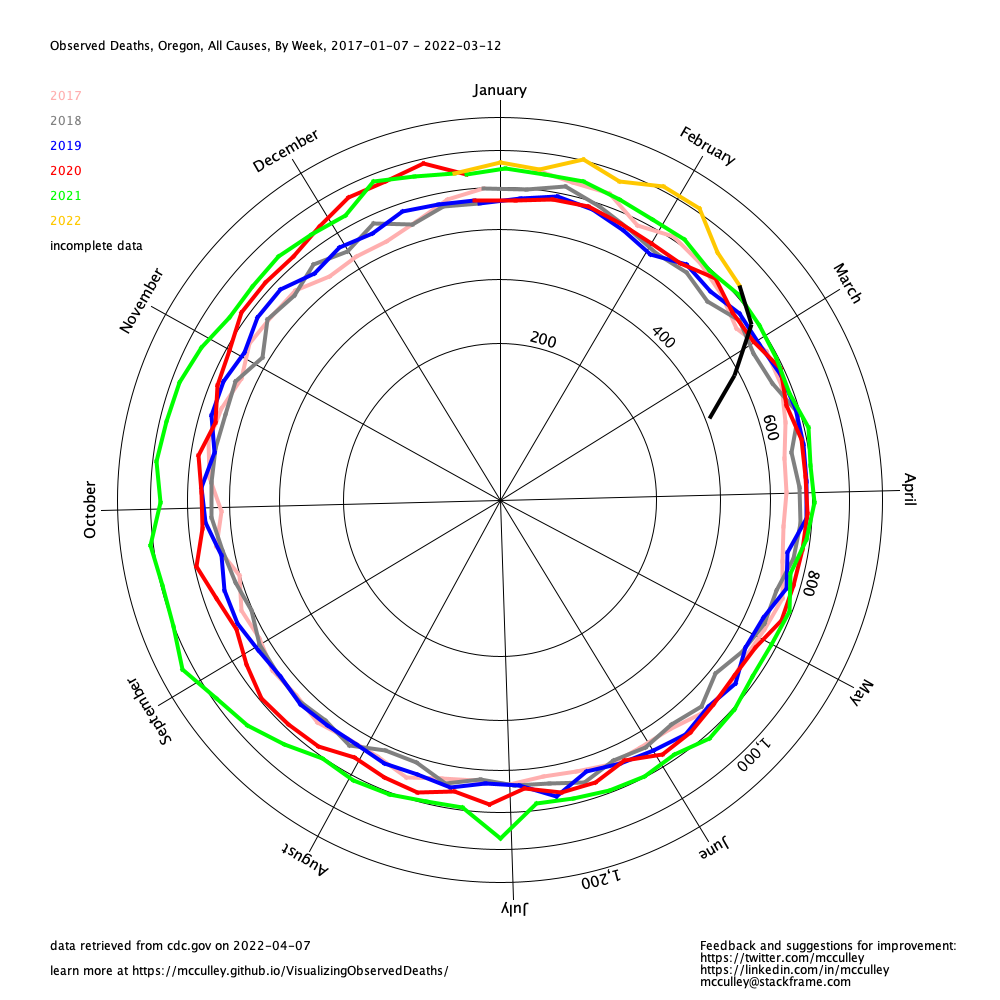 Observed Deaths, Oregon, All Causes, By Week, 2017-01-07 - 2022-03-12
2017
2018
2019
2020
2021
2022
incomplete data
January
February
March
April
May
June
July
August
September
October
November
December
200
400
600
800
1,000
1,200
data retrieved from cdc.gov on 2022-04-07
learn more at https://mcculley.github.io/VisualizingObservedDeaths/
Feedback and suggestions for improvement:
https://twitter.com/mcculley
https://linkedin.com/in/mcculley
mcculley@stackframe.com